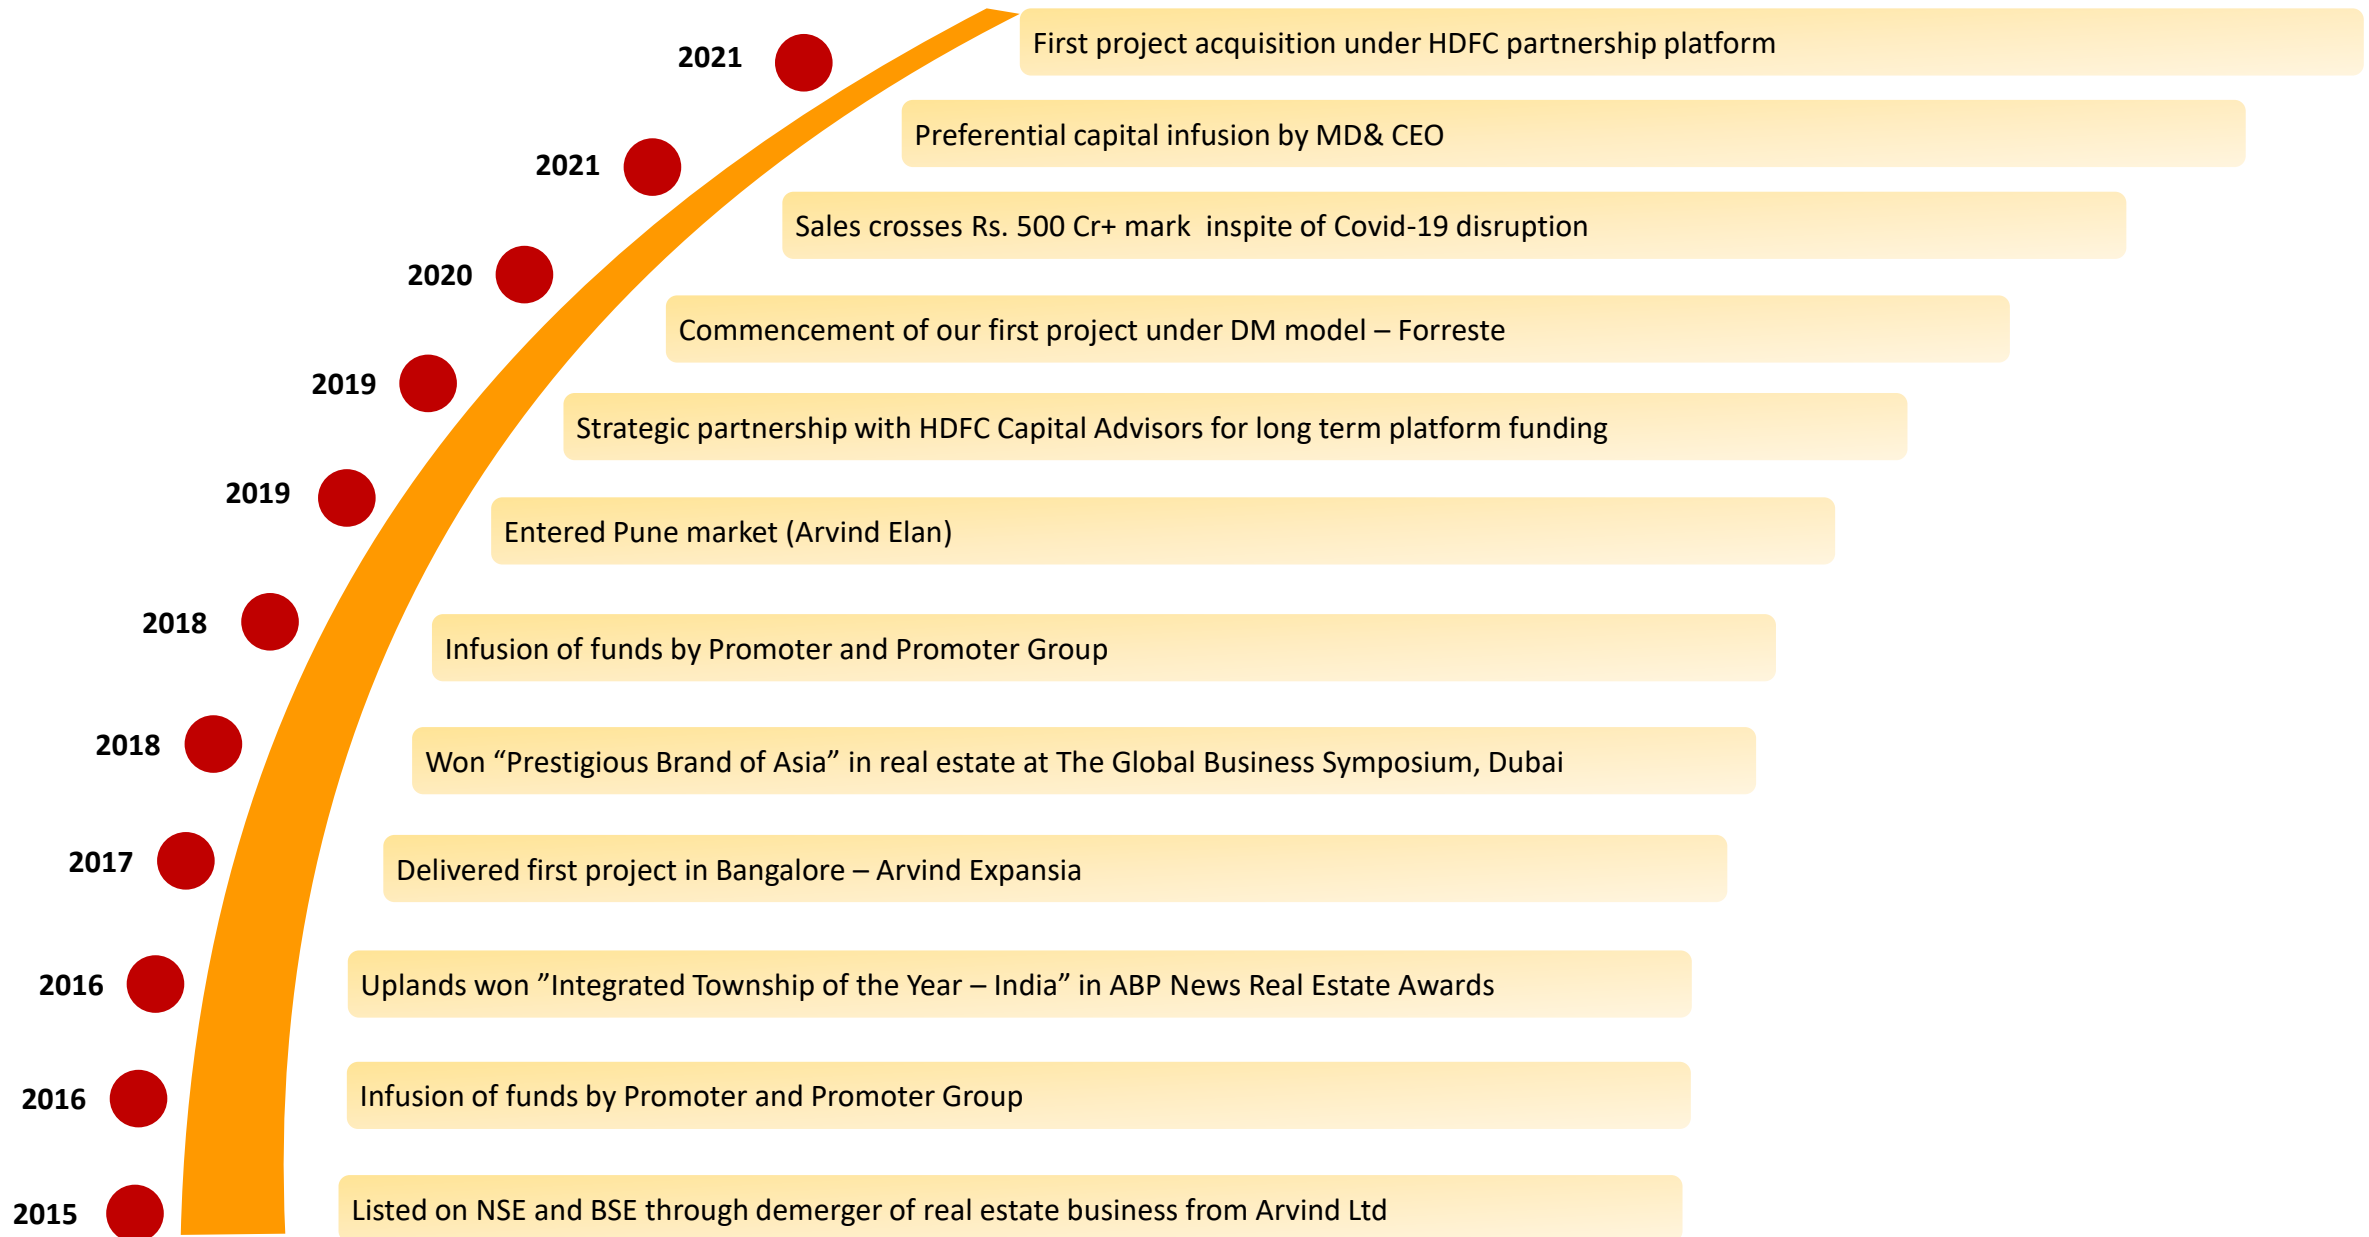 2021
First project acquisition under HDFC partnership platform
Preferential capital infusion by MD& CEO
2021
Sales crosses Rs. 500 Cr+ mark  inspite of Covid-19 disruption
2020
Commencement of our first project under DM model – Forreste
2019
Strategic partnership with HDFC Capital Advisors for long term platform funding
2019
Entered Pune market (Arvind Elan)
2018
Infusion of funds by Promoter and Promoter Group
2018
Won “Prestigious Brand of Asia” in real estate at The Global Business Symposium, Dubai
2017
Delivered first project in Bangalore – Arvind Expansia
2016
Uplands won ”Integrated Township of the Year – India” in ABP News Real Estate Awards
2016
Infusion of funds by Promoter and Promoter Group
2015
Listed on NSE and BSE through demerger of real estate business from Arvind Ltd